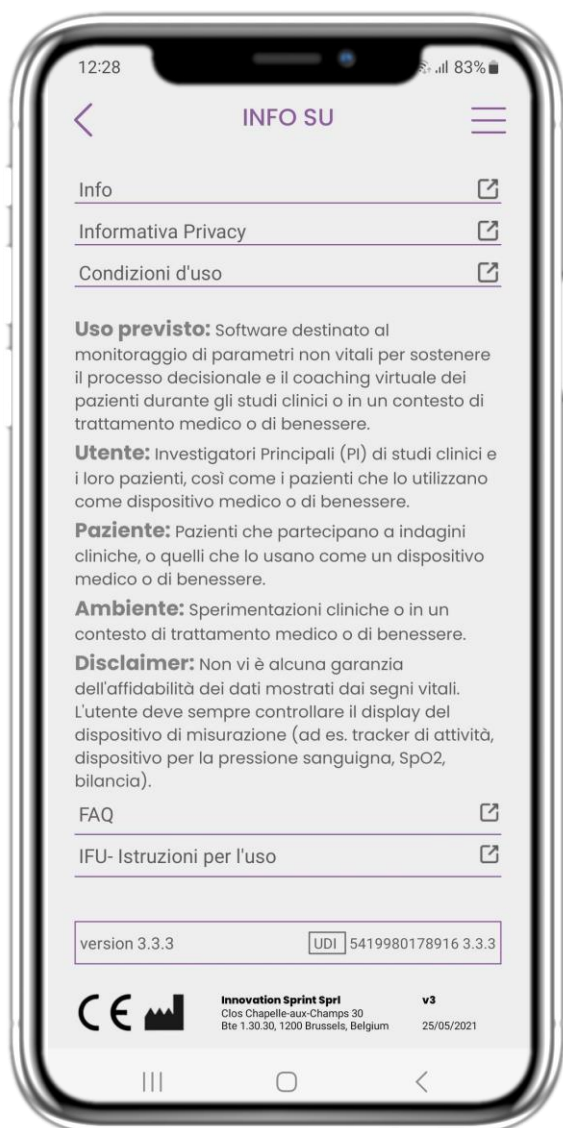 12:28
83%
INFO SU
Info
Informativa Privacy
Condizioni d'uso
Uso previsto: Software destinato al
monitoraggio di parametri non vitali per sostenere
il processo decisionale e il coaching virtuale dei
pazienti durante gli studi clinici o in un contesto di
trattamento medico o di benessere.
Utente: Investigatori Principali (PI) di studi clinici e
i loro pazienti, così come i pazienti che lo utilizzano
come dispositivo medico o di benessere.
Paziente: Pazienti che partecipano a indagini
cliniche, o quelli che lo usano come un dispositivo
medico o di benessere.
Ambiente: Sperimentazioni cliniche o in un
contesto di trattamento medico o di benessere.
Disclaimer: Non vi è alcuna garanzia
dell'affidabilità dei dati mostrati dai segni vitali.
L'utente deve sempre controllare il display del
dispositivo di misurazione (ad es. tracker di attività,
dispositivo per la pressione sanguigna, SpO2,
bilancia).
FAQ
IFU- Istruzioni per l'uso
version 3.3.3 UDI 5419980178916 3.3.3
CE
Innovation Sprint Sprl v3
Clos Chapelle-aux-Champs 30
Bte 1.30.30, 1200 Brussels, Belgium 25/05/2021